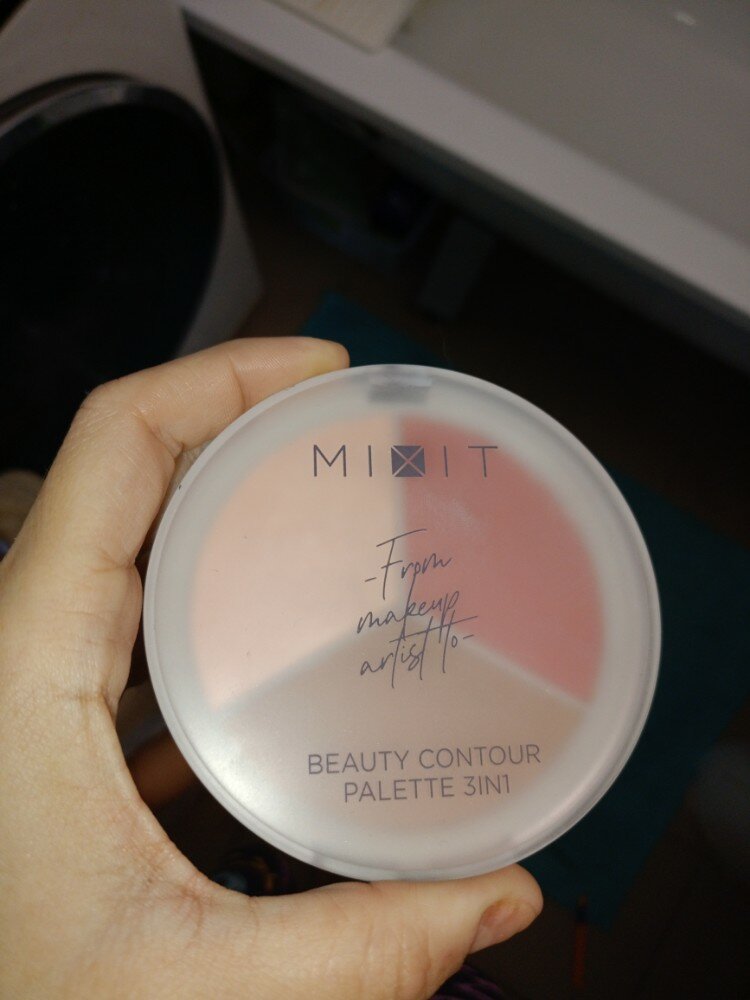 MIXIT
-From
makeup
artist to-
BEAUTY CONTOUR
PALETTE 3IN1